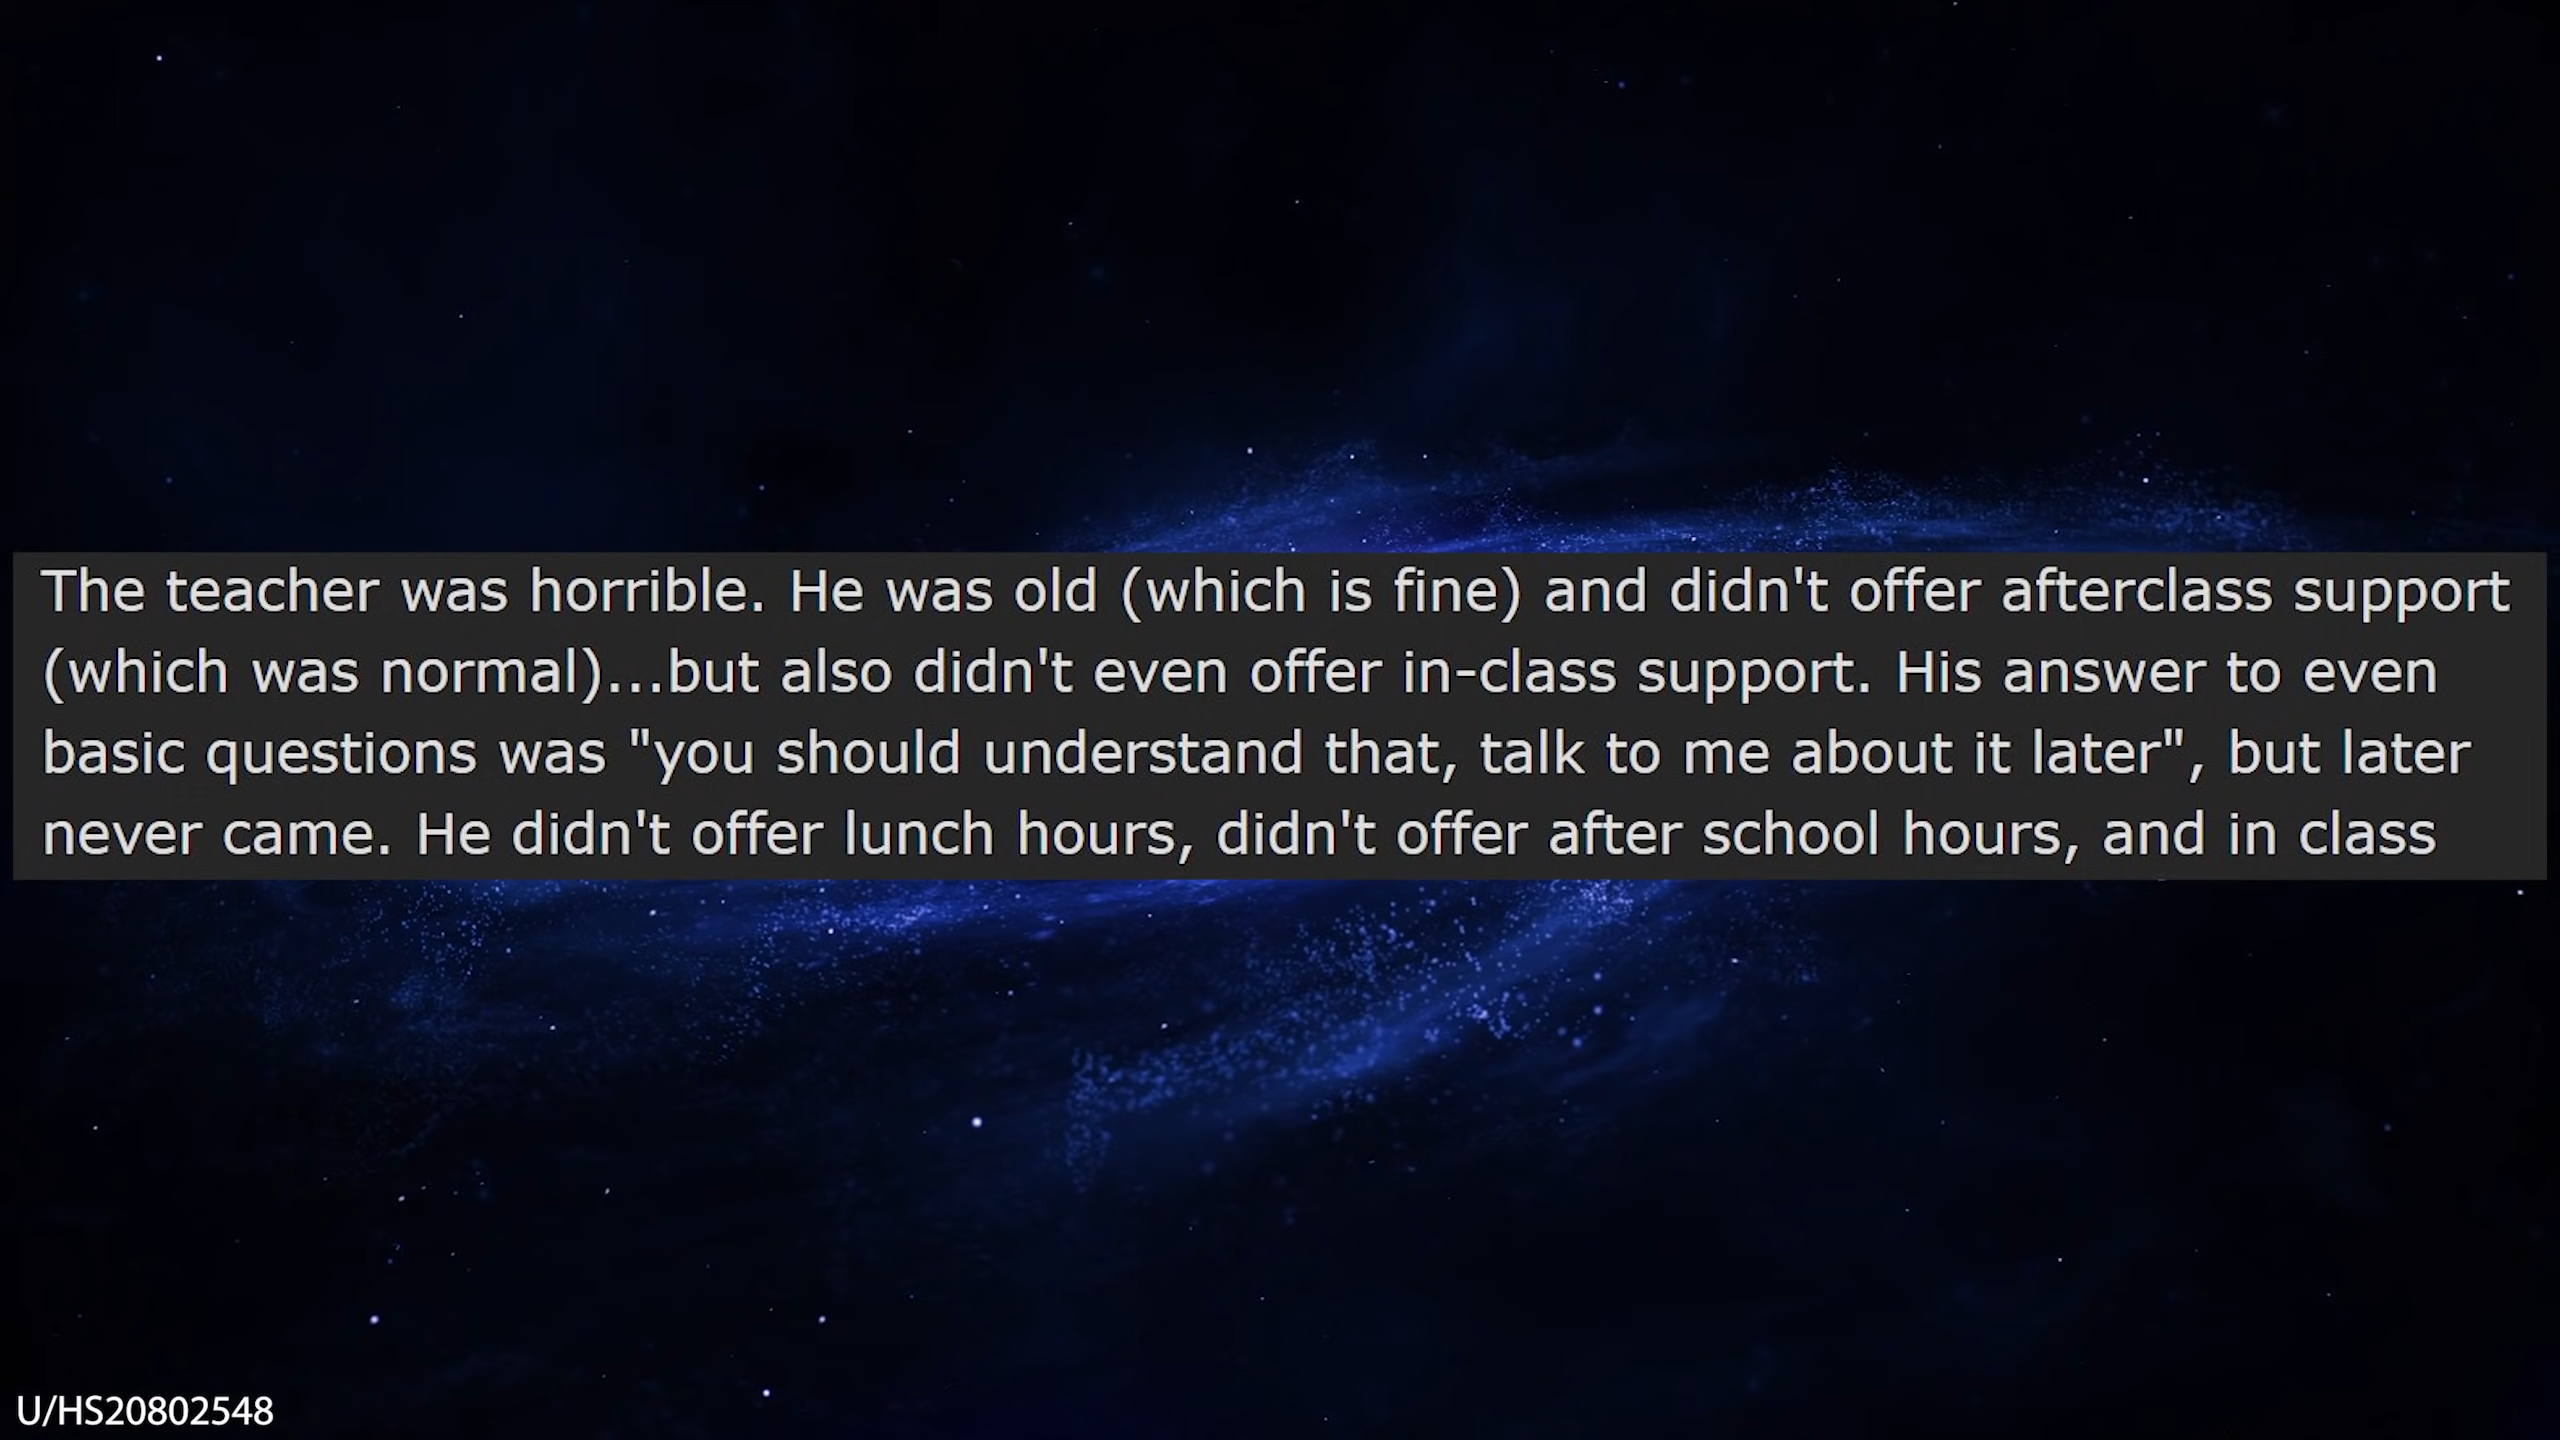 The teacher was horrible. He was old (which is fine) and didn't offer afterclass support
(which was normal)...but also didn't even offer in-class support. His answer to even
basic questions was "you should understand that, talk to me about it later", but later
never came. He didn't offer lunch hours, didn't offer after school hours, and in class
U/HS20802548